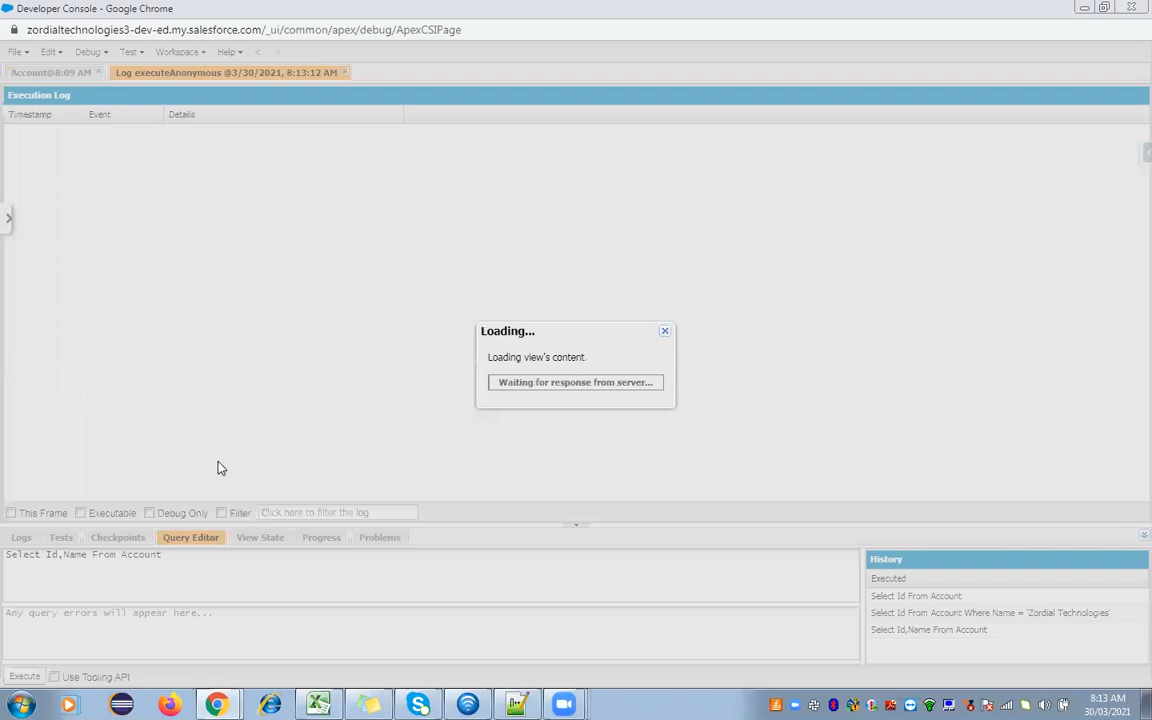 Developer Console - Google Chrome
zordialtechnologies3-dev-ed.my.salesforce.com/_ui/common/apex/debug/ApexCSIPage
File Edit Debug Test Workspace Help < >
Account@8:09 AM Log executeAnonymous @3/30/2021, 8:13:12 AM
Execution Log
Timestamp Event Details
Loading...
Loading view's content.
Waiting for response from server...
This Frame Executable Debug Only Filter Click here to filter the log
Logs Tests Checkpoints Query Editor View State Progress Problems
Select Id,Name From Account
Any query errors will appear here...
History
Executed
Select Id From Account
Select Id From Account Where Name = 'Zordial Technologies'
Select Id,Name From Account
Execute Use Tooling API
8:13 AM
30/03/2021